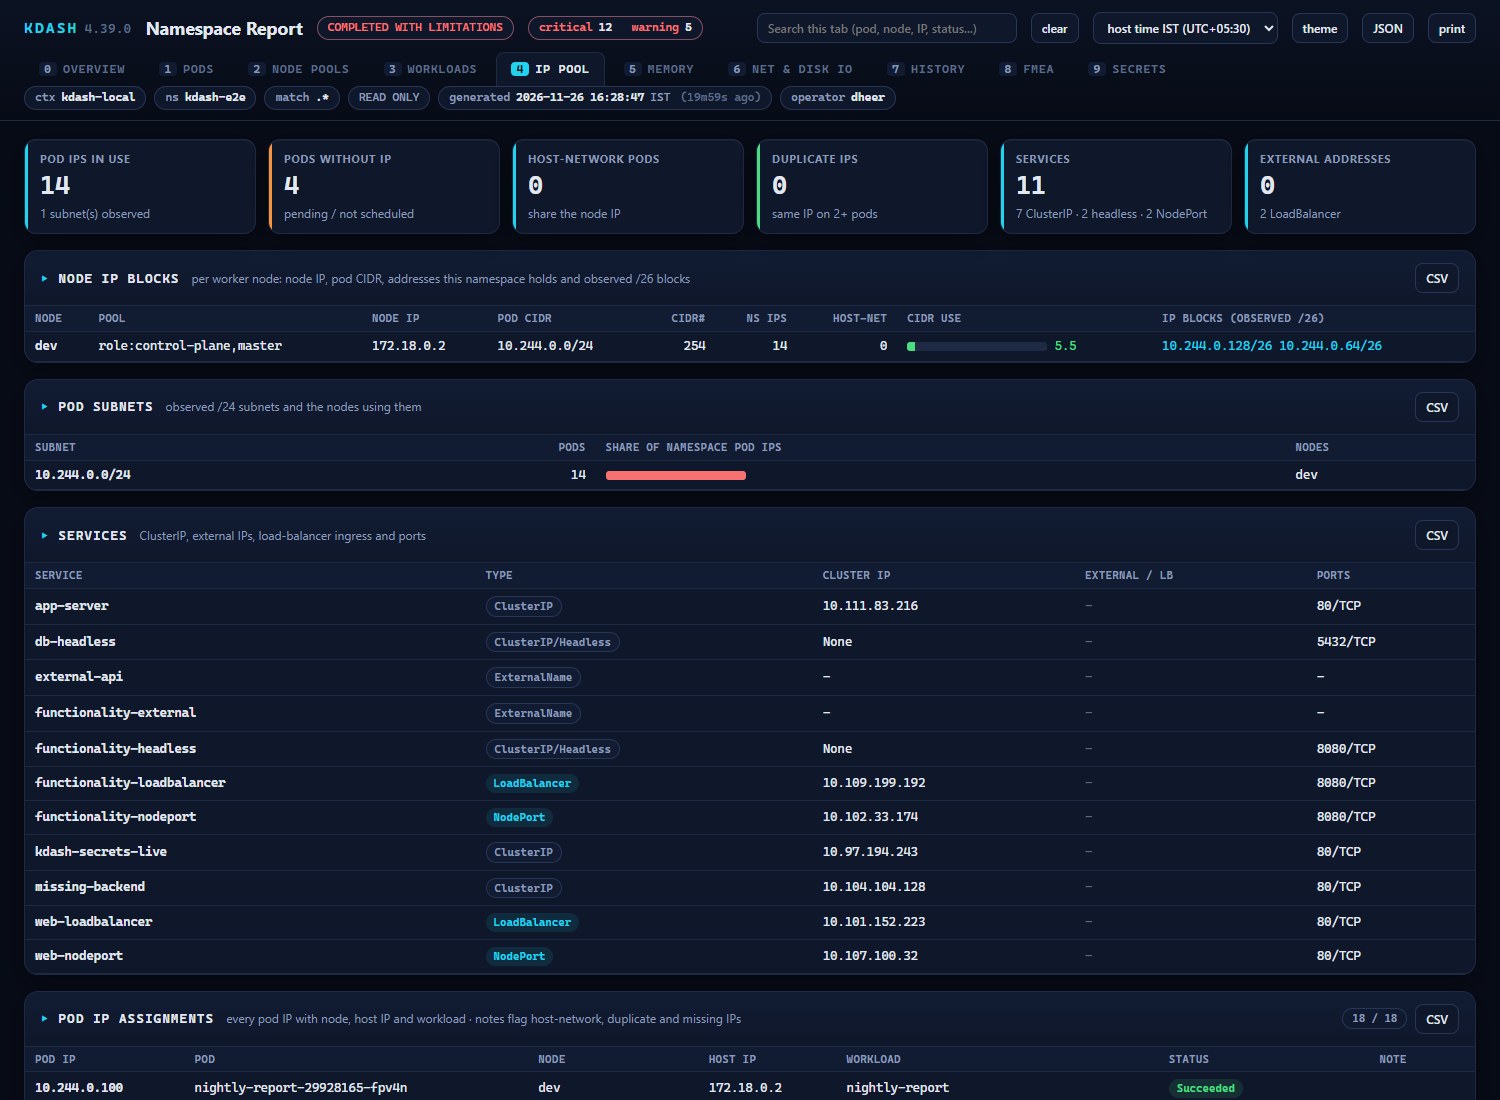 KDASH 4.39.0 Namespace Report COMPLETED WITH LIMITATIONS critical 12 warning 5 Search this tab (pod, node, IP, status...) clear host time IST (UTC+05:30) theme JSON print
0 OVERVIEW 1 PODS 2 NODE POOLS 3 WORKLOADS 4 IP POOL 5 MEMORY 6 NET & DISK IO 7 HISTORY 8 FMEA 9 SECRETS
ctx kdash-local ns kdash-e2e match .* READ ONLY generated 2026-11-26 16:28:47 IST (19m59s ago) operator dheer
POD IPS IN USE PODS WITHOUT IP HOST-NETWORK PODS DUPLICATE IPS SERVICES EXTERNAL ADDRESSES
14 4 0 0 11 0
1 subnet(s) observed pending / not scheduled share the node IP same IP on 2+ pods 7 ClusterIP · 2 headless · 2 NodePort 2 LoadBalancer
▸ NODE IP BLOCKS per worker node: node IP, pod CIDR, addresses this namespace holds and observed /26 blocks CSV
NODE POOL NODE IP POD CIDR CIDR# NS IPS HOST-NET CIDR USE IP BLOCKS (OBSERVED /26)
dev role:control-plane,master 172.18.0.2 10.244.0.0/24 254 14 0 5.5 10.244.0.128/26 10.244.0.64/26
▸ POD SUBNETS observed /24 subnets and the nodes using them CSV
SUBNET PODS SHARE OF NAMESPACE POD IPS NODES
10.244.0.0/24 14 dev
▸ SERVICES ClusterIP, external IPs, load-balancer ingress and ports CSV
SERVICE TYPE CLUSTER IP EXTERNAL / LB PORTS
app-server ClusterIP 10.111.83.216 – 80/TCP
db-headless ClusterIP/Headless None – 5432/TCP
external-api ExternalName – – –
functionality-external ExternalName – – –
functionality-headless ClusterIP/Headless None – 8080/TCP
functionality-loadbalancer LoadBalancer 10.109.199.192 – 8080/TCP
functionality-nodeport NodePort 10.102.33.174 – 8080/TCP
kdash-secrets-live ClusterIP 10.97.194.243 – 80/TCP
missing-backend ClusterIP 10.104.104.128 – 80/TCP
web-loadbalancer LoadBalancer 10.101.152.223 – 80/TCP
web-nodeport NodePort 10.107.100.32 – 80/TCP
▸ POD IP ASSIGNMENTS every pod IP with node, host IP and workload · notes flag host-network, duplicate and missing IPs 18 / 18 CSV
POD IP POD NODE HOST IP WORKLOAD STATUS NOTE
10.244.0.100 nightly-report-29928165-fpv4n dev 172.18.0.2 nightly-report Succeeded